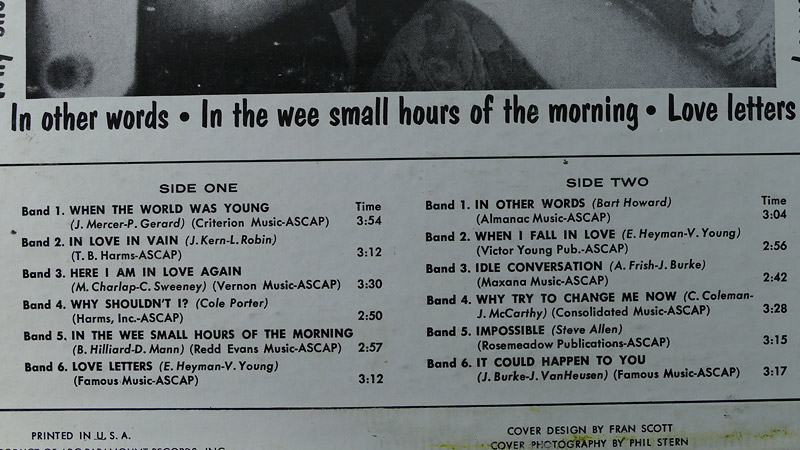 In other words • In the wee small hours of the morning • Love letters
SIDE ONE
Time
Band 1. WHEN THE WORLD WAS YOUNG
(J. Mercer-P. Gerard) (Criterion Music-ASCAP) 3:54
Band 2. IN LOVE IN VAIN (J. Kern-L. Robin)
(T. B. Harms-ASCAP) 3:12
Band 3. HERE I AM IN LOVE AGAIN
(M. Charlap-C. Sweeney) (Vernon Music-ASCAP) 3:30
Band 4. WHY SHOULDN'T I? (Cole Porter)
(Harms, Inc.-ASCAP) 2:50
Band 5. IN THE WEE SMALL HOURS OF THE MORNING
(B. Hilliard-D. Mann) (Redd Evans Music-ASCAP) 2:57
Band 6. LOVE LETTERS (E. Heyman-V. Young)
(Famous Music-ASCAP) 3:12
SIDE TWO
Time
Band 1. IN OTHER WORDS (Bart Howard)
(Almanac Music-ASCAP) 3:04
Band 2. WHEN I FALL IN LOVE (E. Heyman-V. Young)
(Victor Young Pub.-ASCAP) 2:56
Band 3. IDLE CONVERSATION (A. Frish-J. Burke)
(Maxana Music-ASCAP) 2:42
Band 4. WHY TRY TO CHANGE ME NOW (C. Coleman-
J. McCarthy) (Consolidated Music-ASCAP) 3:28
Band 5. IMPOSSIBLE (Steve Allen)
(Rosemeadow Publications-ASCAP) 3:15
Band 6. IT COULD HAPPEN TO YOU
(J. Burke-J. VanHeusen) (Famous Music-ASCAP) 3:17
PRINTED IN U. S. A.
COVER DESIGN BY FRAN SCOTT
COVER PHOTOGRAPHY BY PHIL STERN